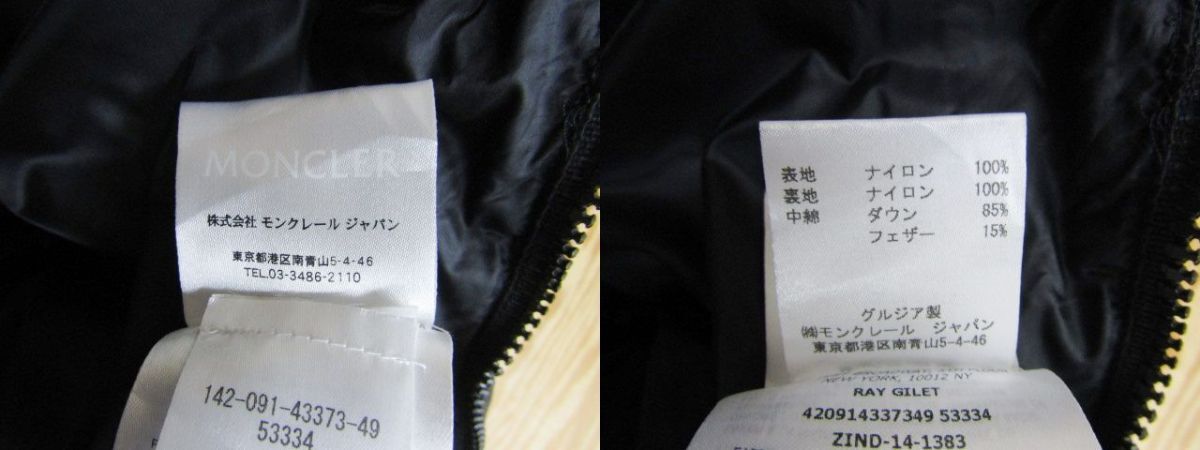 MONCLER
株式会社 モンクレール ジャパン
東京都港区南青山5-4-46
TEL.03-3486-2110
142-091-43373-49
53334
表地 ナイロン 100%
裏地 ナイロン 100%
中綿 ダウン 85%
フェザー 15%
グルジア製
㈱モンクレール ジャパン
東京都港区南青山5-4-46
NEW YORK, 10012 NY
RAY GILET
420914337349 53334
ZIND-14-1383